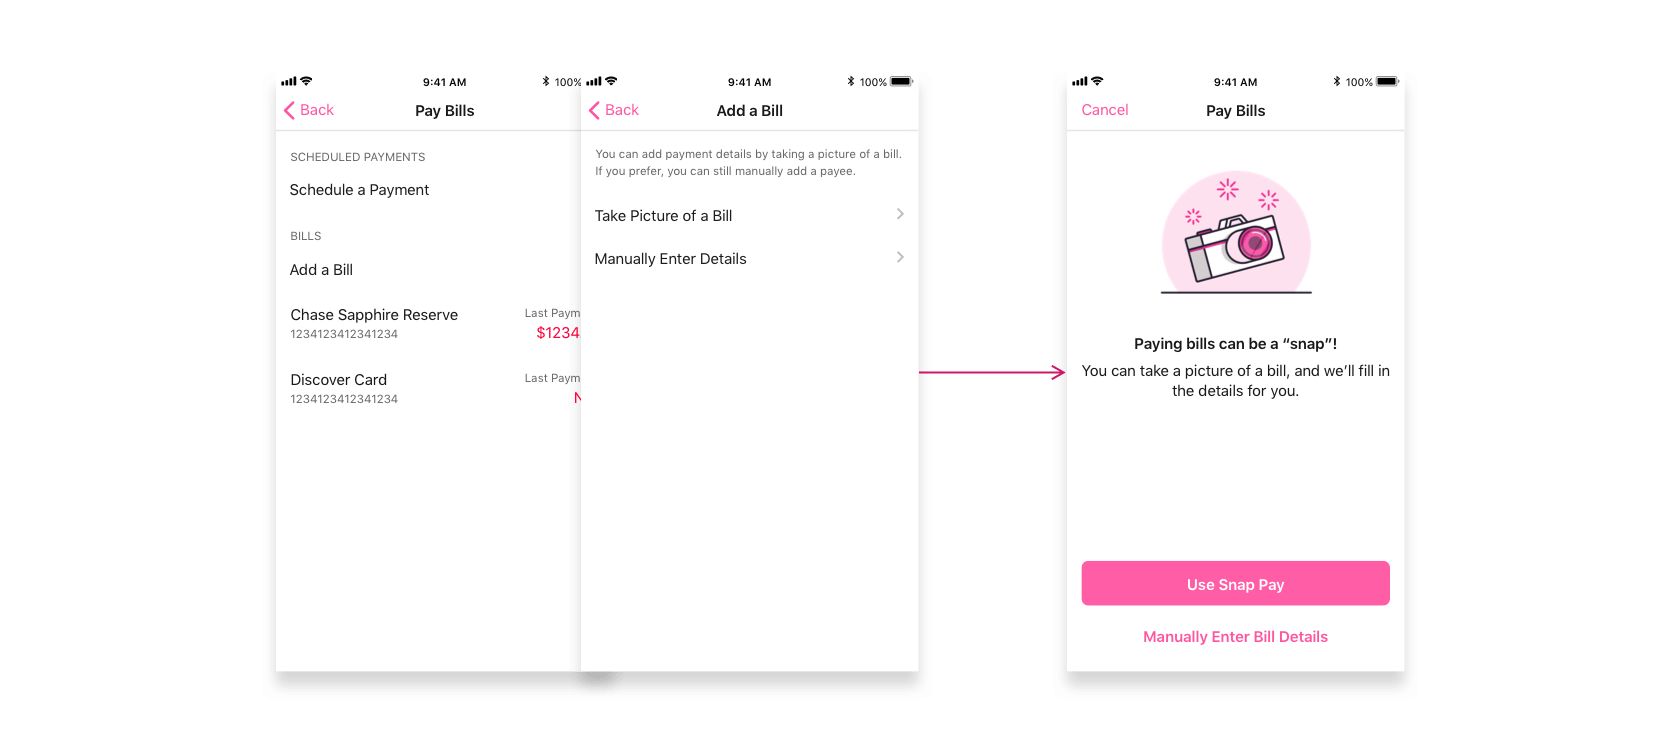 9:41 AM
100%
Back
Pay Bills
SCHEDULED PAYMENTS
Schedule a Payment
BILLS
Add a Bill
Chase Sapphire Reserve
Last Paym
1234123412341234
$1234
Discover Card
Last Paym
1234123412341234
N
9:41 AM
100%
Back
Add a Bill
You can add payment details by taking a picture of a bill.
If you prefer, you can still manually add a payee.
Take Picture of a Bill
Manually Enter Details
9:41 AM
100%
Cancel
Pay Bills
Paying bills can be a “snap”!
You can take a picture of a bill, and we’ll fill in
the details for you.
Use Snap Pay
Manually Enter Bill Details